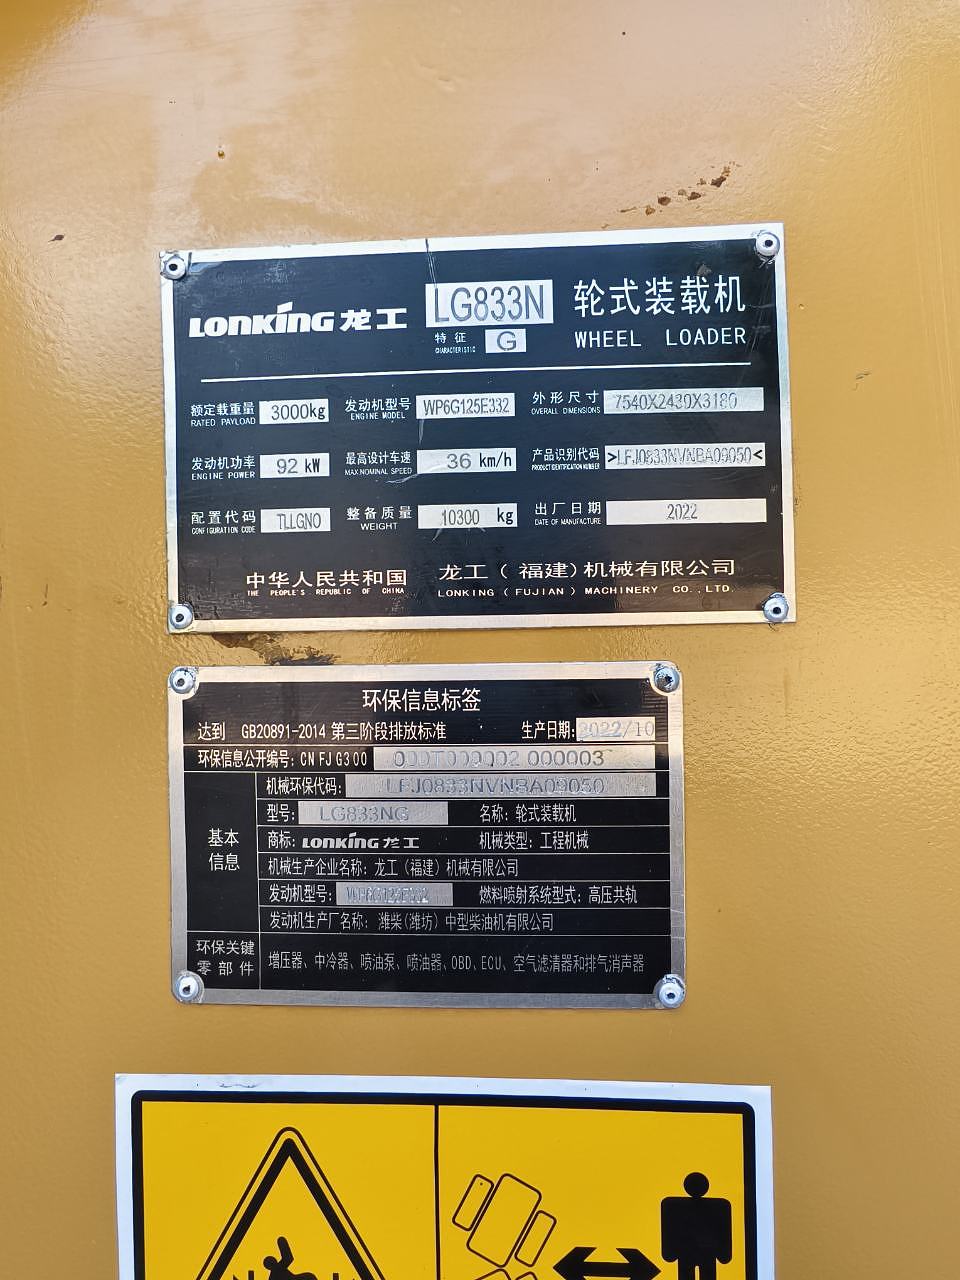 LONKING 龙工 LG833N 轮式装载机
特征 G WHEEL LOADER
CHARACTERISTIC
额定载重量 3000kg 发动机型号 WP6G125E332 外形尺寸 7540X2430X3180
RATED PAYLOAD ENGINE MODEL OVERALL DIMENSIONS
发动机功率 92 kW 最高设计车速 36 km/h 产品识别代码 >LFJ0833NVNBA09050<
ENGINE POWER MAX.NOMINAL SPEED PRODUCT IDENTIFICATION NUMBER
配置代码 TLLGNO 整备质量 10300 kg 出厂日期 2022
CONFIGURATION CODE WEIGHT DATE OF MANUFACTURE
中华人民共和国 龙工（福建）机械有限公司
THE PEOPLE'S REPUBLIC OF CHINA LONKING (FUJIAN) MACHINERY CO.,LTD.
环保信息标签
达到 GB20891-2014 第三阶段排放标准 生产日期: 2022/10
环保信息公开编号: CN FJ G3 00 000T000002 000003
机械环保代码: LFJ0833NVNBA09050
型号: LG833NG 名称: 轮式装载机
基本信息
商标: LONKING 龙工 机械类型: 工程机械
机械生产企业名称: 龙工（福建）机械有限公司
发动机型号: WP6G125E332 燃料喷射系统型式: 高压共轨
发动机生产厂名称: 潍柴(潍坊)中型柴油机有限公司
环保关键零部件
增压器、中冷器、喷油泵、喷油器、OBD、ECU、空气滤清器和排气消声器